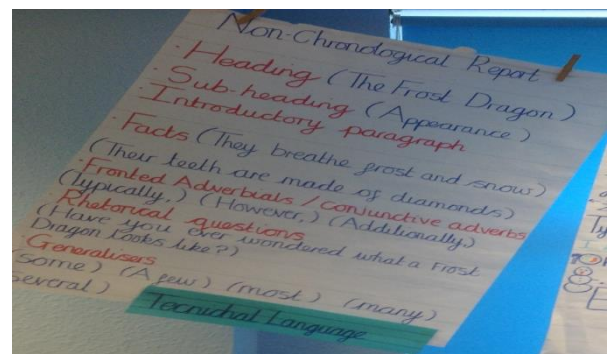 Non-Chronological Report
· Heading (The Frost Dragon)
· Sub-heading (Appearance)
· Introductory paragraph
· Facts (They breathe frost and snow)
(Their teeth are made of diamonds)
· Fronted Adverbials / conjunctive adverbs
(Typically,) (However,) (Additionally,)
Rhetorical questions
(Have you ever wondered what a Frost
Dragon looks like?)
· Generalisers
(some) (A few) (most) (many)
(several)
Tecnichal Language